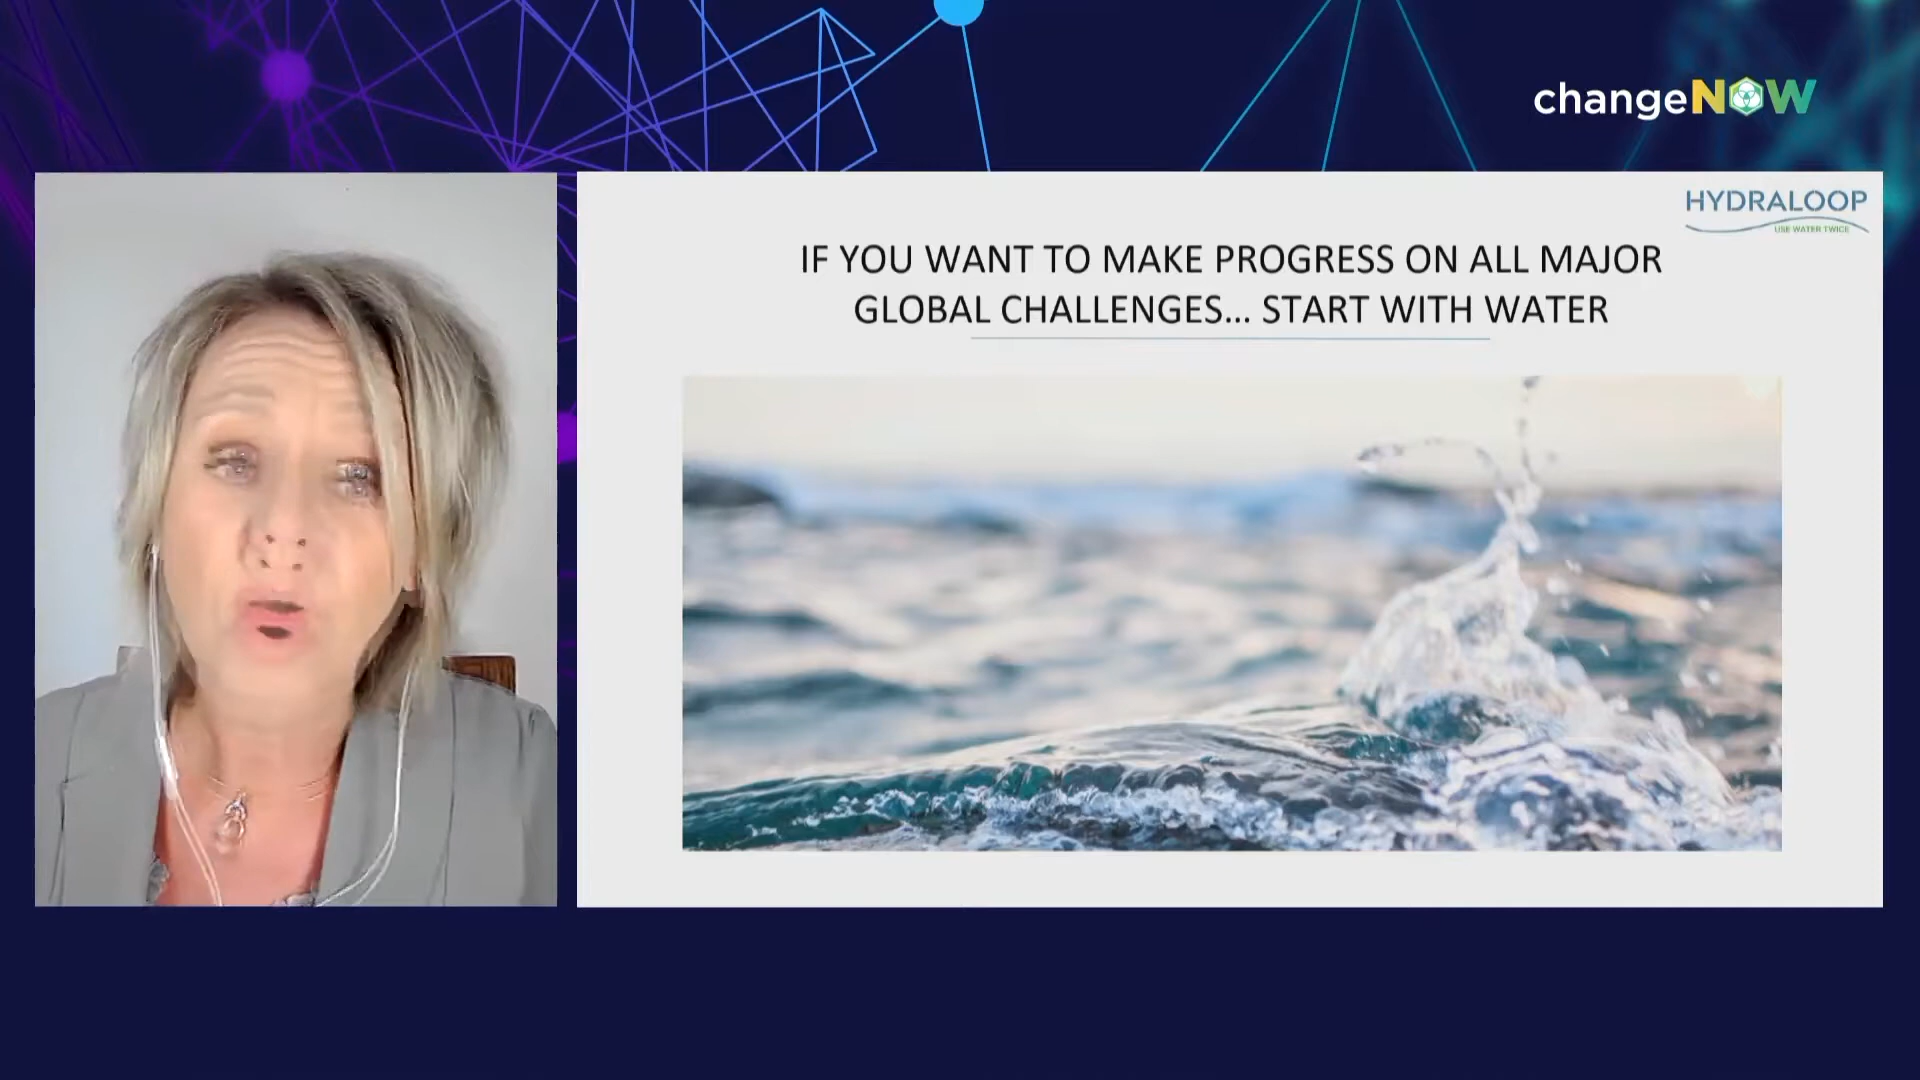 changeNOW
HYDRALOOP
USE WATER TWICE
IF YOU WANT TO MAKE PROGRESS ON ALL MAJOR
GLOBAL CHALLENGES... START WITH WATER